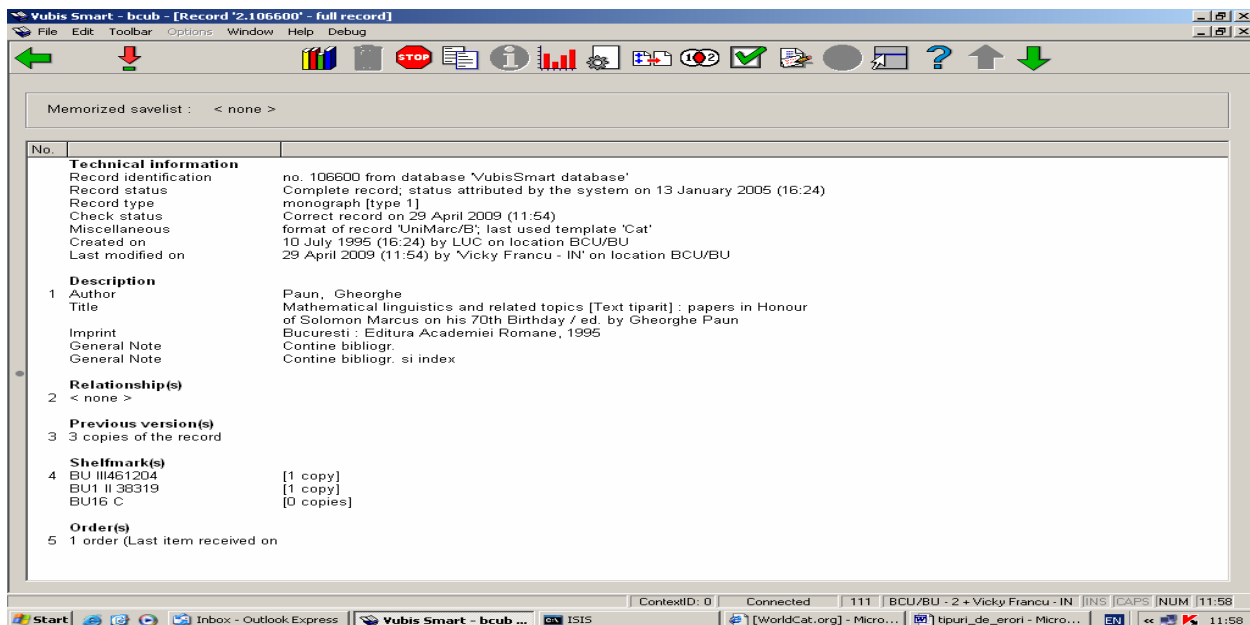 Vubis Smart - bcub - [Record '2.106600' - full record]
File Edit Toolbar Options Window Help Debug
STOP
Memorized savelist : < none >
No.
Technical information
Record identification no. 106600 from database 'VubisSmart database'
Record status Complete record; status attributed by the system on 13 January 2005 (16:24)
Record type monograph [type 1]
Check status Correct record on 29 April 2009 (11:54)
Miscellaneous format of record 'UniMarc/B'; last used template 'Cat'
Created on 10 July 1995 (16:24) by LUC on location BCU/BU
Last modified on 29 April 2009 (11:54) by 'Vicky Francu - IN' on location BCU/BU
Description
1 Author Paun, Gheorghe
Title Mathematical linguistics and related topics [Text tiparit] : papers in Honour
of Solomon Marcus on his 70th Birthday / ed. by Gheorghe Paun
Imprint Bucuresti : Editura Academiei Romane, 1995
General Note Contine bibliogr.
General Note Contine bibliogr. si index
Relationship(s)
2 < none >
Previous version(s)
3 3 copies of the record
Shelfmark(s)
4 BU III461204 [1 copy]
BU1 II 38319 [1 copy]
BU16 C [0 copies]
Order(s)
5 1 order (Last item received on
ContextID: 0 Connected 111 BCU/BU - 2 + Vicky Francu - IN INS CAPS NUM 11:58
Start Inbox - Outlook Express Vubis Smart - bcub ... ISIS [WorldCat.org] - Micro... tipuri_de_erori - Micro... EN « 11:58